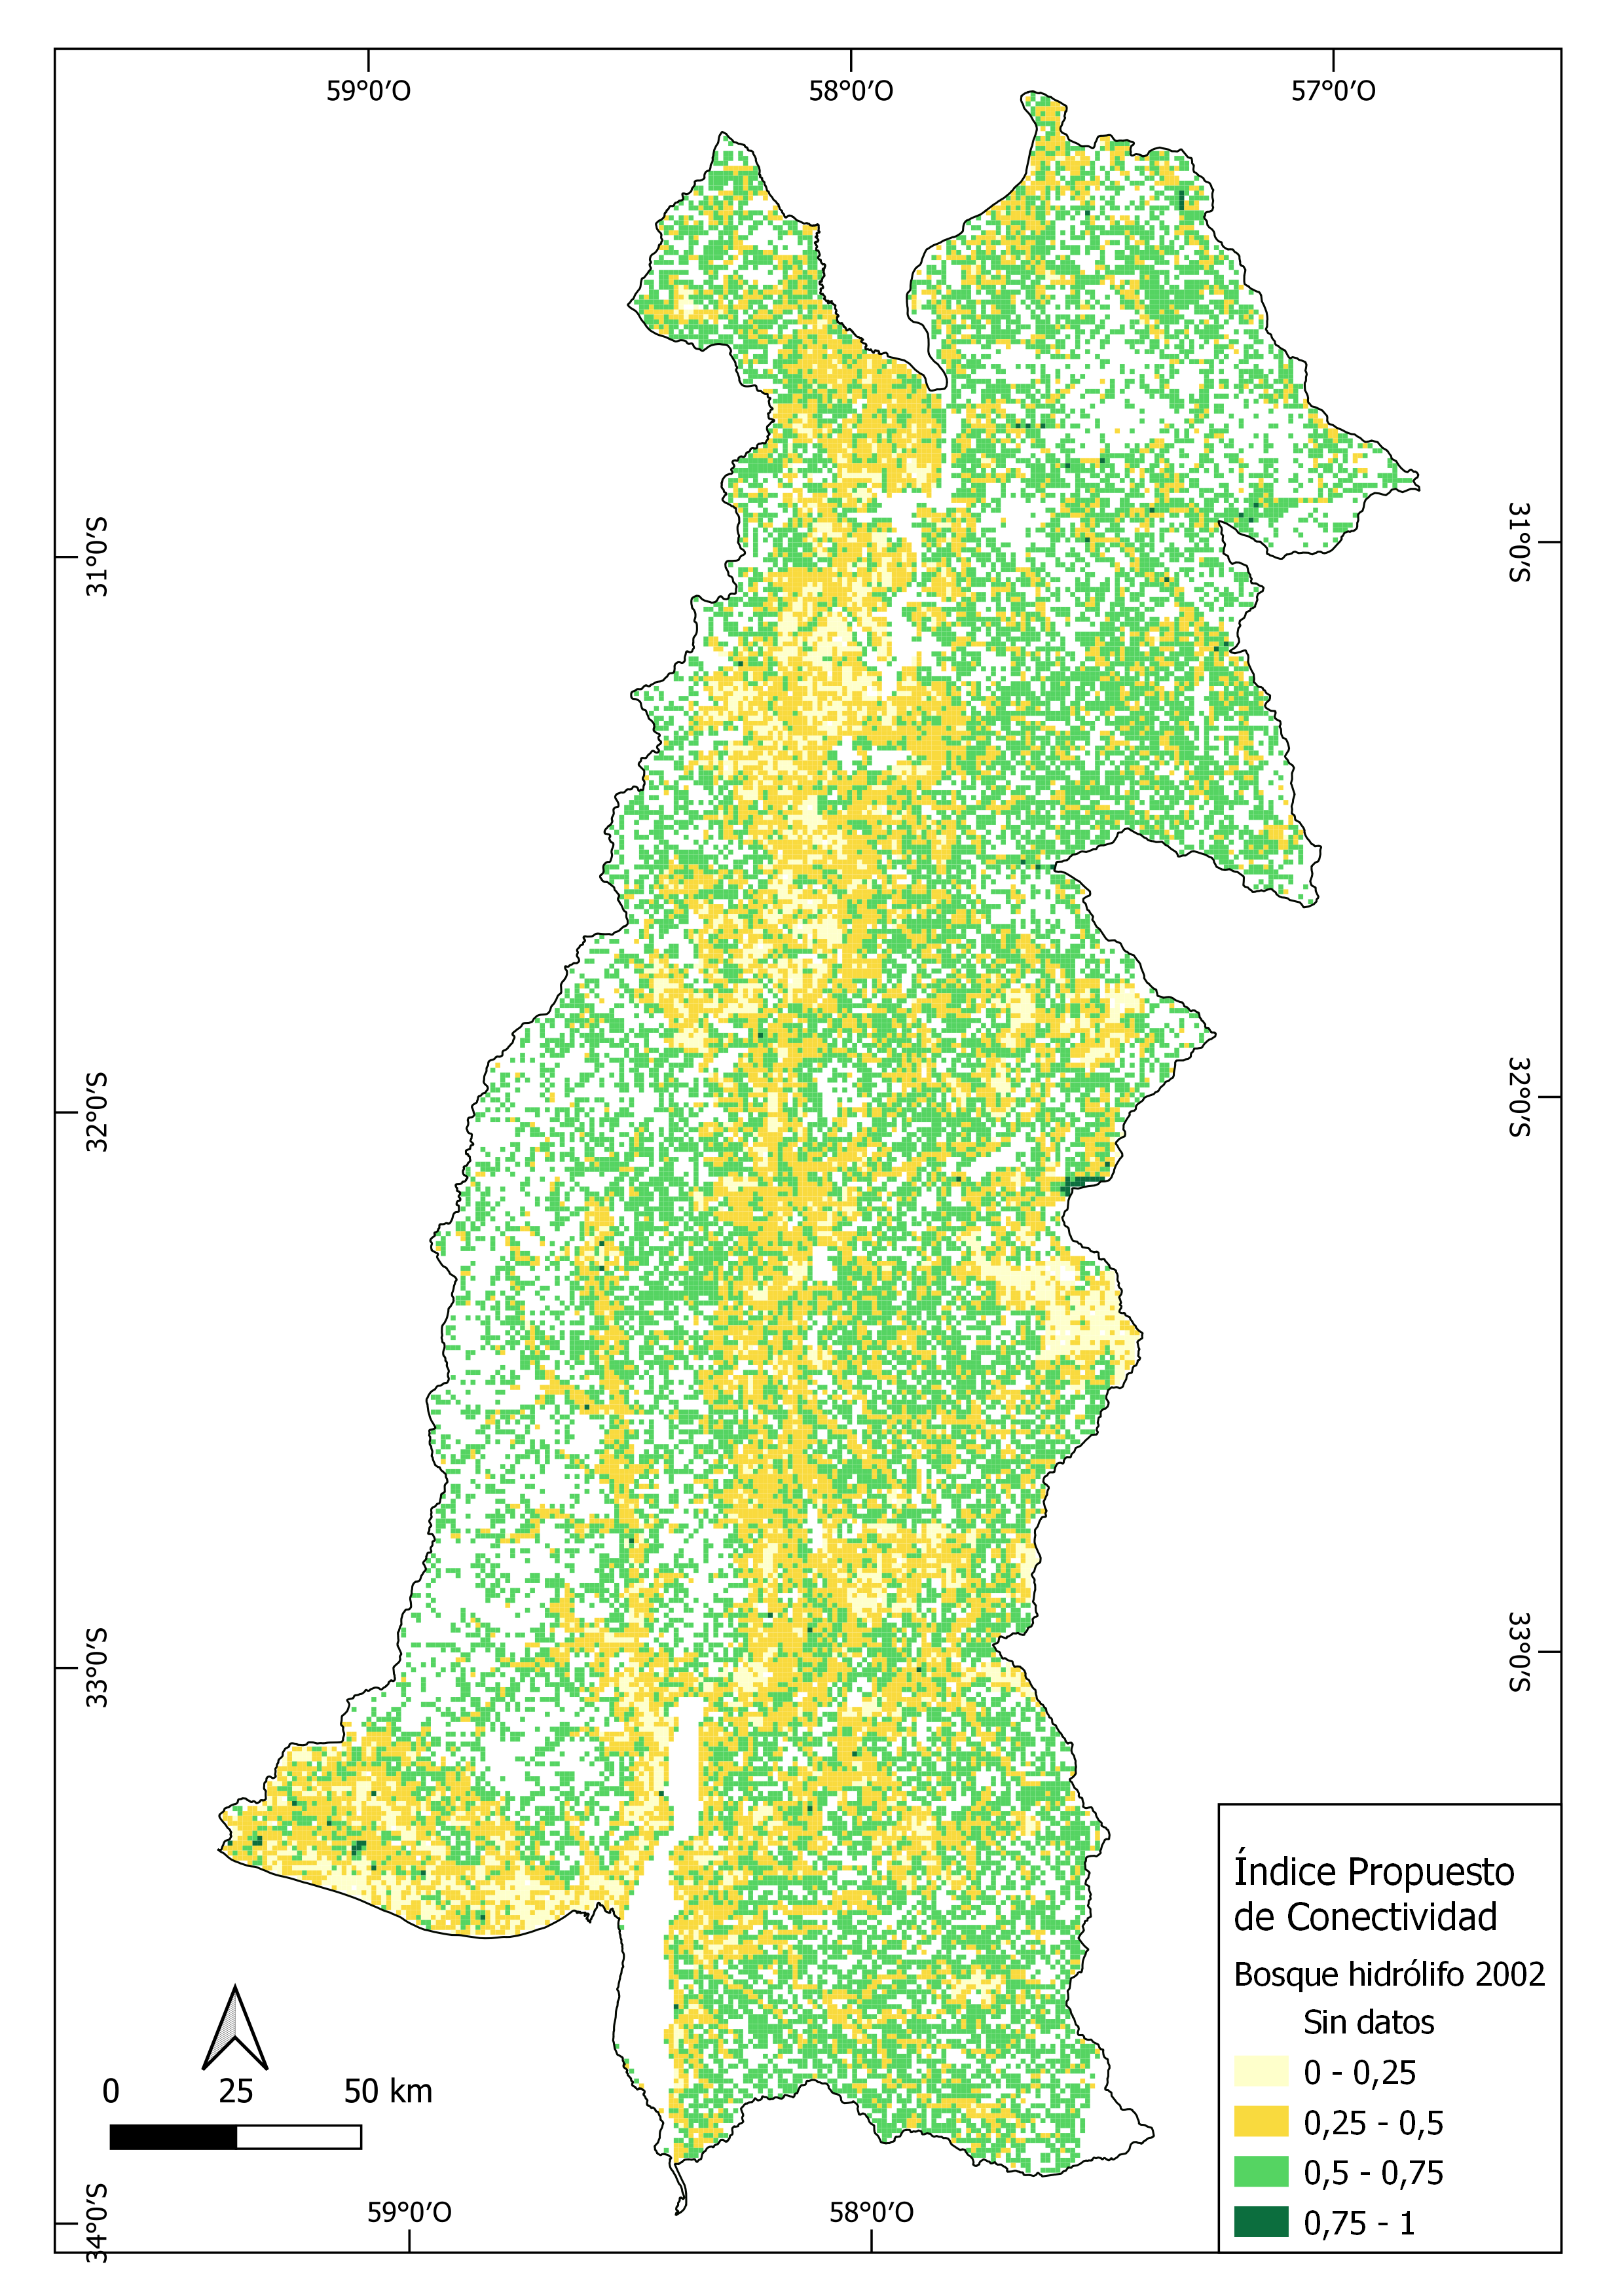 59°0'O
58°0'O
57°0'O
31°0'S
31°0'S
32°0'S
32°0'S
33°0'S
33°0'S
34°0'S
59°0'O
58°0'O
0 25 50 km
Índice Propuesto
de Conectividad
Bosque hidrólifo 2002
Sin datos
0 - 0,25
0,25 - 0,5
0,5 - 0,75
0,75 - 1